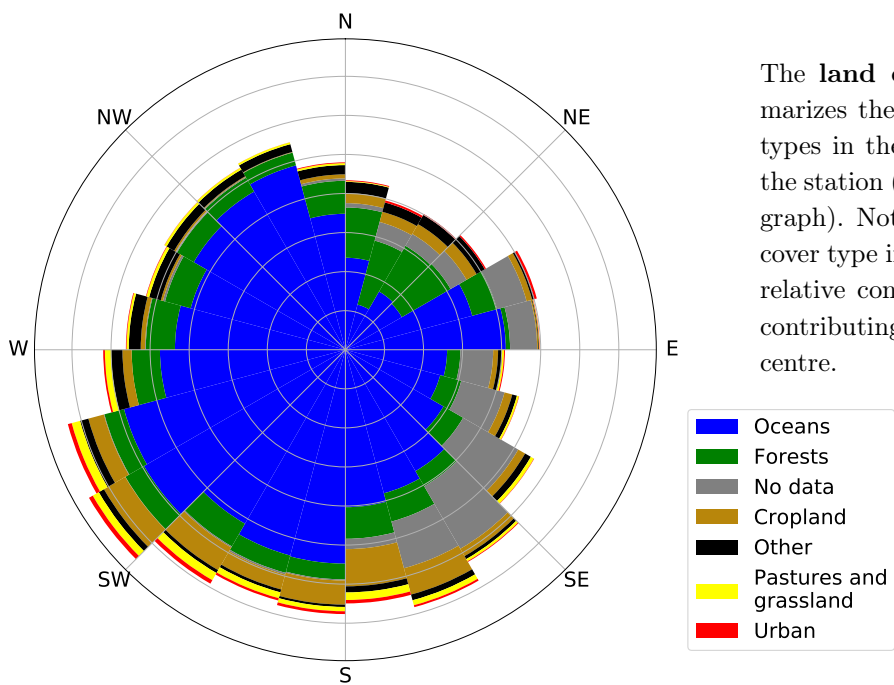 N
NW
NE
W
E
SW
SE
S
The land
marizes the
types in the
the station
graph). Not
cover type i
relative con
contributing
centre.
Oceans
Forests
No data
Cropland
Other
Pastures and
grassland
Urban